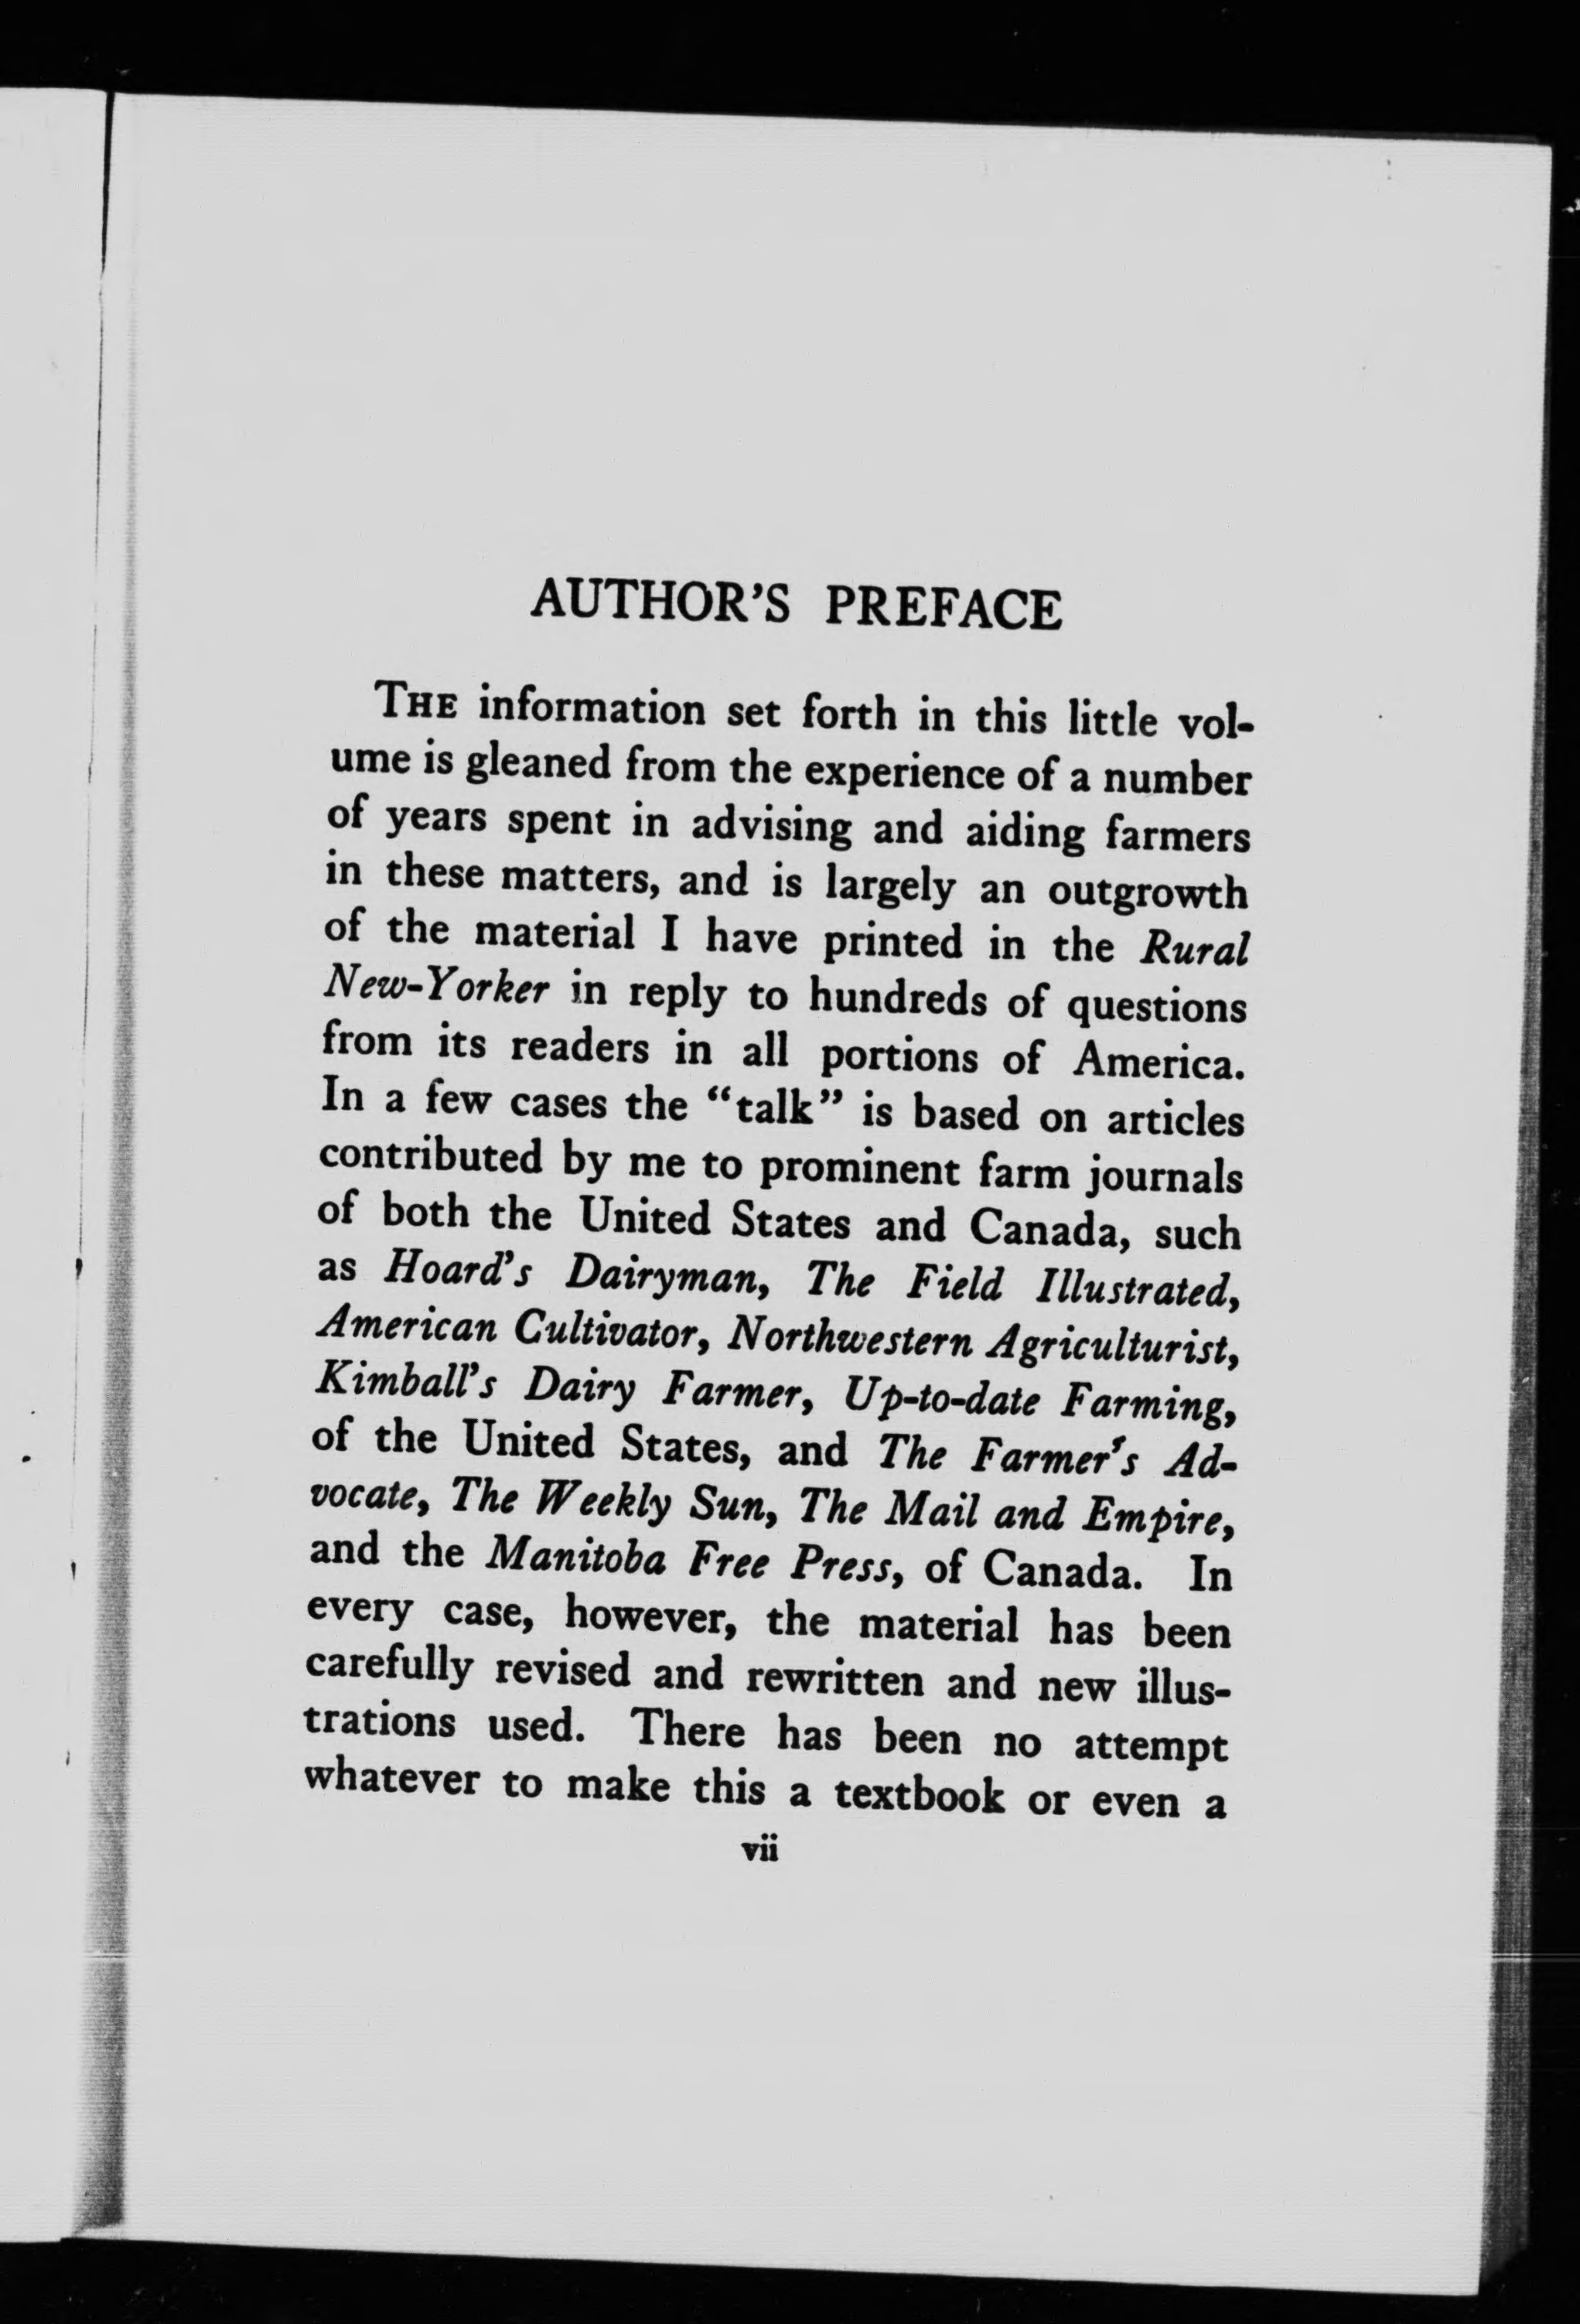 AUTHOR'S PREFACE
THE information set forth in this little vol-
ume is gleaned from the experience of a number
of years spent in advising and aiding farmers
in these matters, and is largely an outgrowth
of the material I have printed in the Rural
New-Yorker in reply to hundreds of questions
from its readers in all portions of America.
In a few cases the “talk” is based on articles
contributed by me to prominent farm journals
of both the United States and Canada, such
as Hoard's Dairyman, The Field Illustrated,
American Cultivator, Northwestern Agriculturist,
Kimball's Dairy Farmer, Up-to-date Farming,
of the United States, and The Farmer's Ad-
vocate, The Weekly Sun, The Mail and Empire,
and the Manitoba Free Press, of Canada. In
every case, however, the material has been
carefully revised and rewritten and new illus-
trations used. There has been no attempt
whatever to make this a textbook or even a
vii